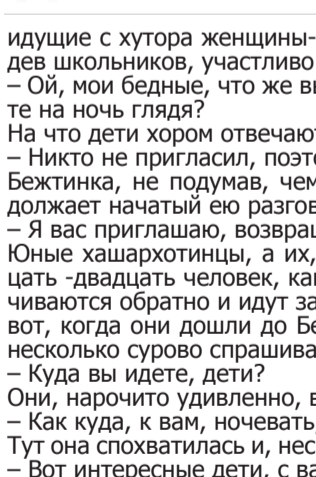 идущие с хутора женщины-
дев школьников, участливо
– Ой, мои бедные, что же вы
те на ночь глядя?
На что дети хором отвечают
– Никто не пригласил, поэто
Бежтинка, не подумав, чем
должает начатый ею разгов
– Я вас приглашаю, возвращ
Юные хашархотинцы, а их,
цать -двадцать человек, ка
чиваются обратно и идут за
вот, когда они дошли до Бе
несколько сурово спрашива
– Куда вы идете, дети?
Они, нарочито удивленно, в
– Как куда, к вам, ночевать,
Тут она спохватилась и, нес
– Вот интересные дети, с ва